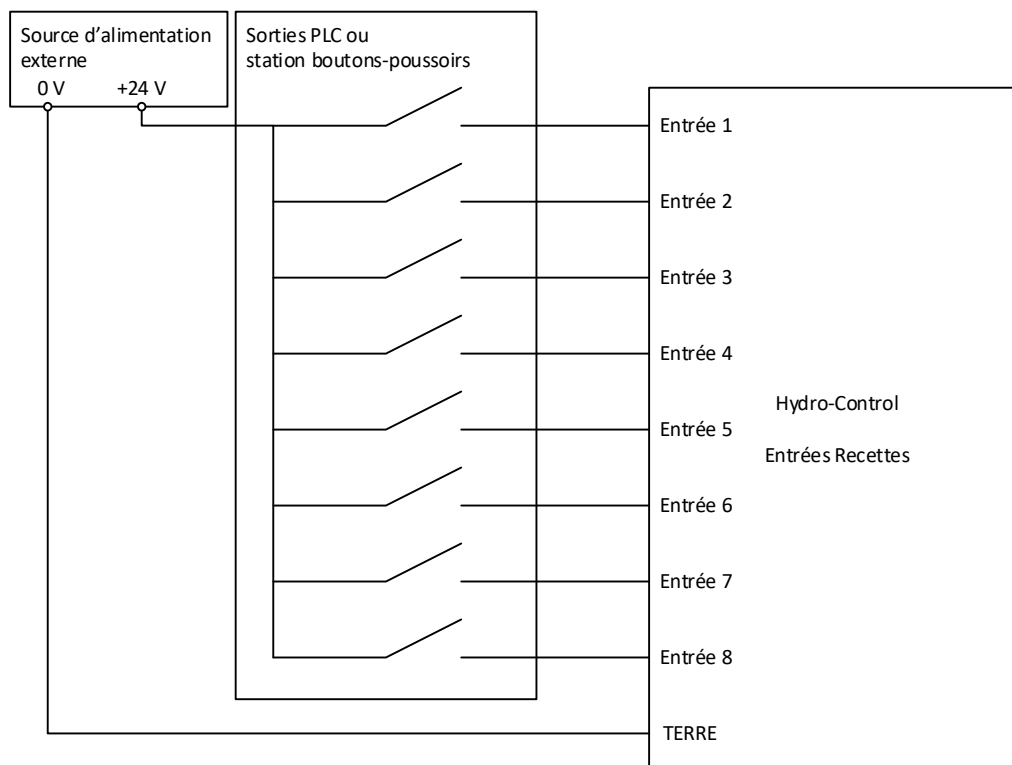 Source d’alimentation
externe
0 V
+24 V
Sorties PLC ou
station boutons-poussoirs
Entrée 1
Entrée 2
Entrée 3
Entrée 4
Entrée 5
Entrée 6
Entrée 7
Entrée 8
TERRE
Hydro-Control
Entrées Recettes